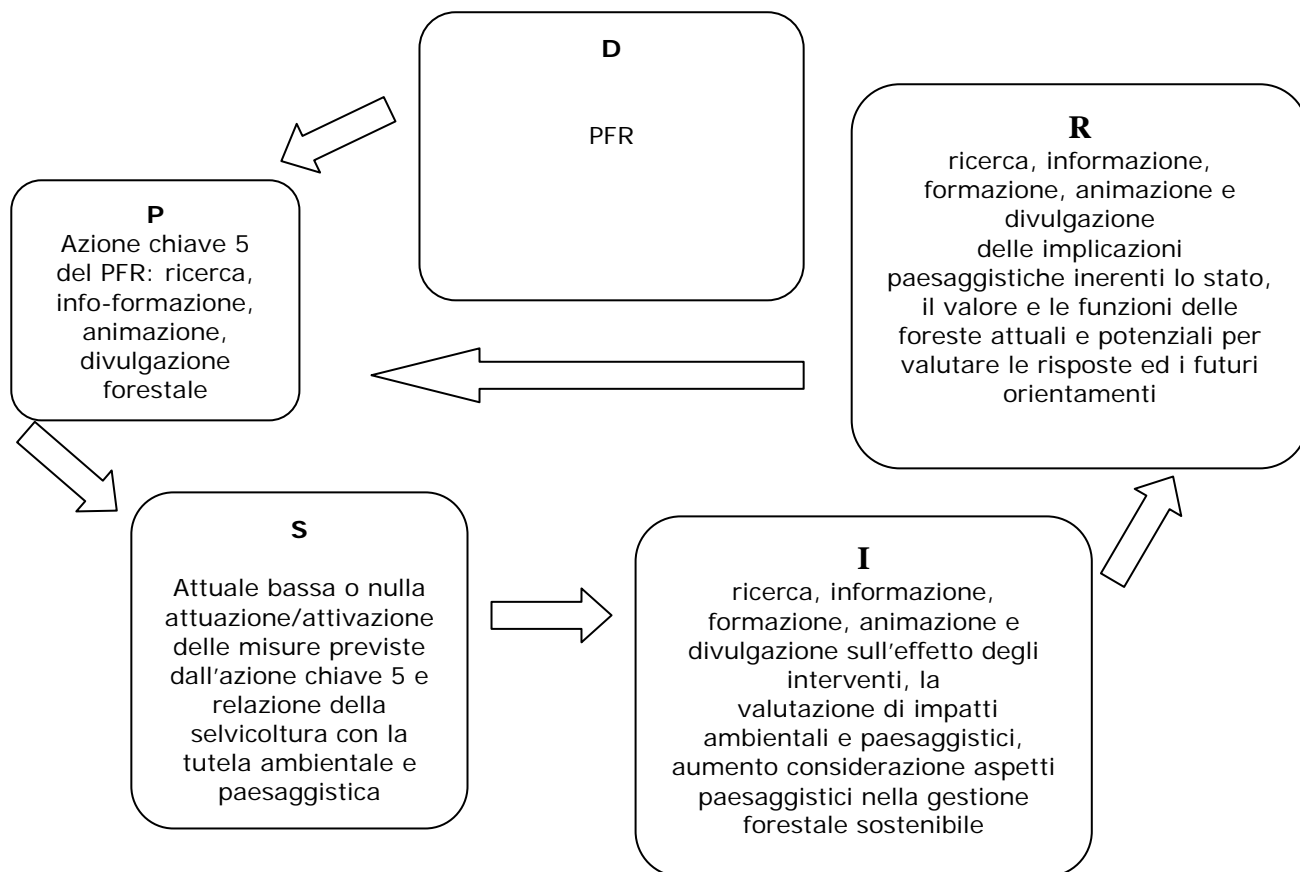 D
PFR
P
Azione chiave 5
del PFR: ricerca,
info-formazione,
animazione,
divulgazione
forestale
S
Attuale bassa o nulla
attuazione/attivazione
delle misure previste
dall'azione chiave 5 e
relazione della
selvicoltura con la
tutela ambientale e
paesaggistica
I
ricerca, informazione,
formazione, animazione e
divulgazione sull'effetto degli
interventi, la
valutazione di impatti
ambientali e paesaggistici,
aumento considerazione aspetti
paesaggistici nella gestione
forestale sostenibile
R
ricerca, informazione,
formazione, animazione e
divulgazione
delle implicazioni
paesaggistiche inerenti lo stato,
il valore e le funzioni delle
foreste attuali e potenziali per
valutare le risposte ed i futuri
orientamenti